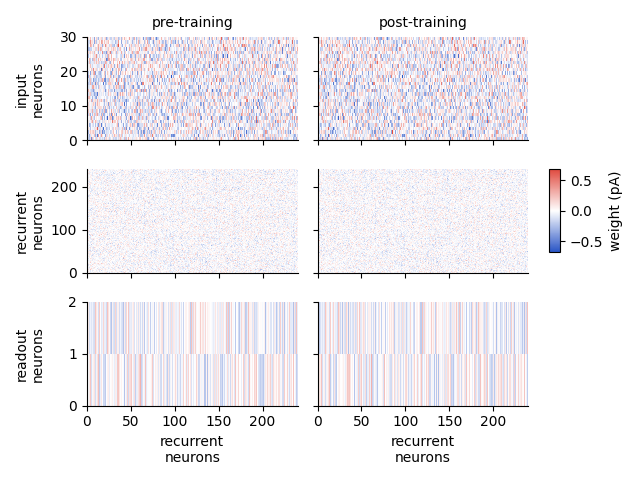 pre-training
post-training
30
20
10
0
input
neurons
200
100
0
recurrent
neurons
0.5
0.0
−0.5
weight (pA)
2
1
0
readout
neurons
0 50 100 150 200
0 50 100 150 200
recurrent
neurons
recurrent
neurons